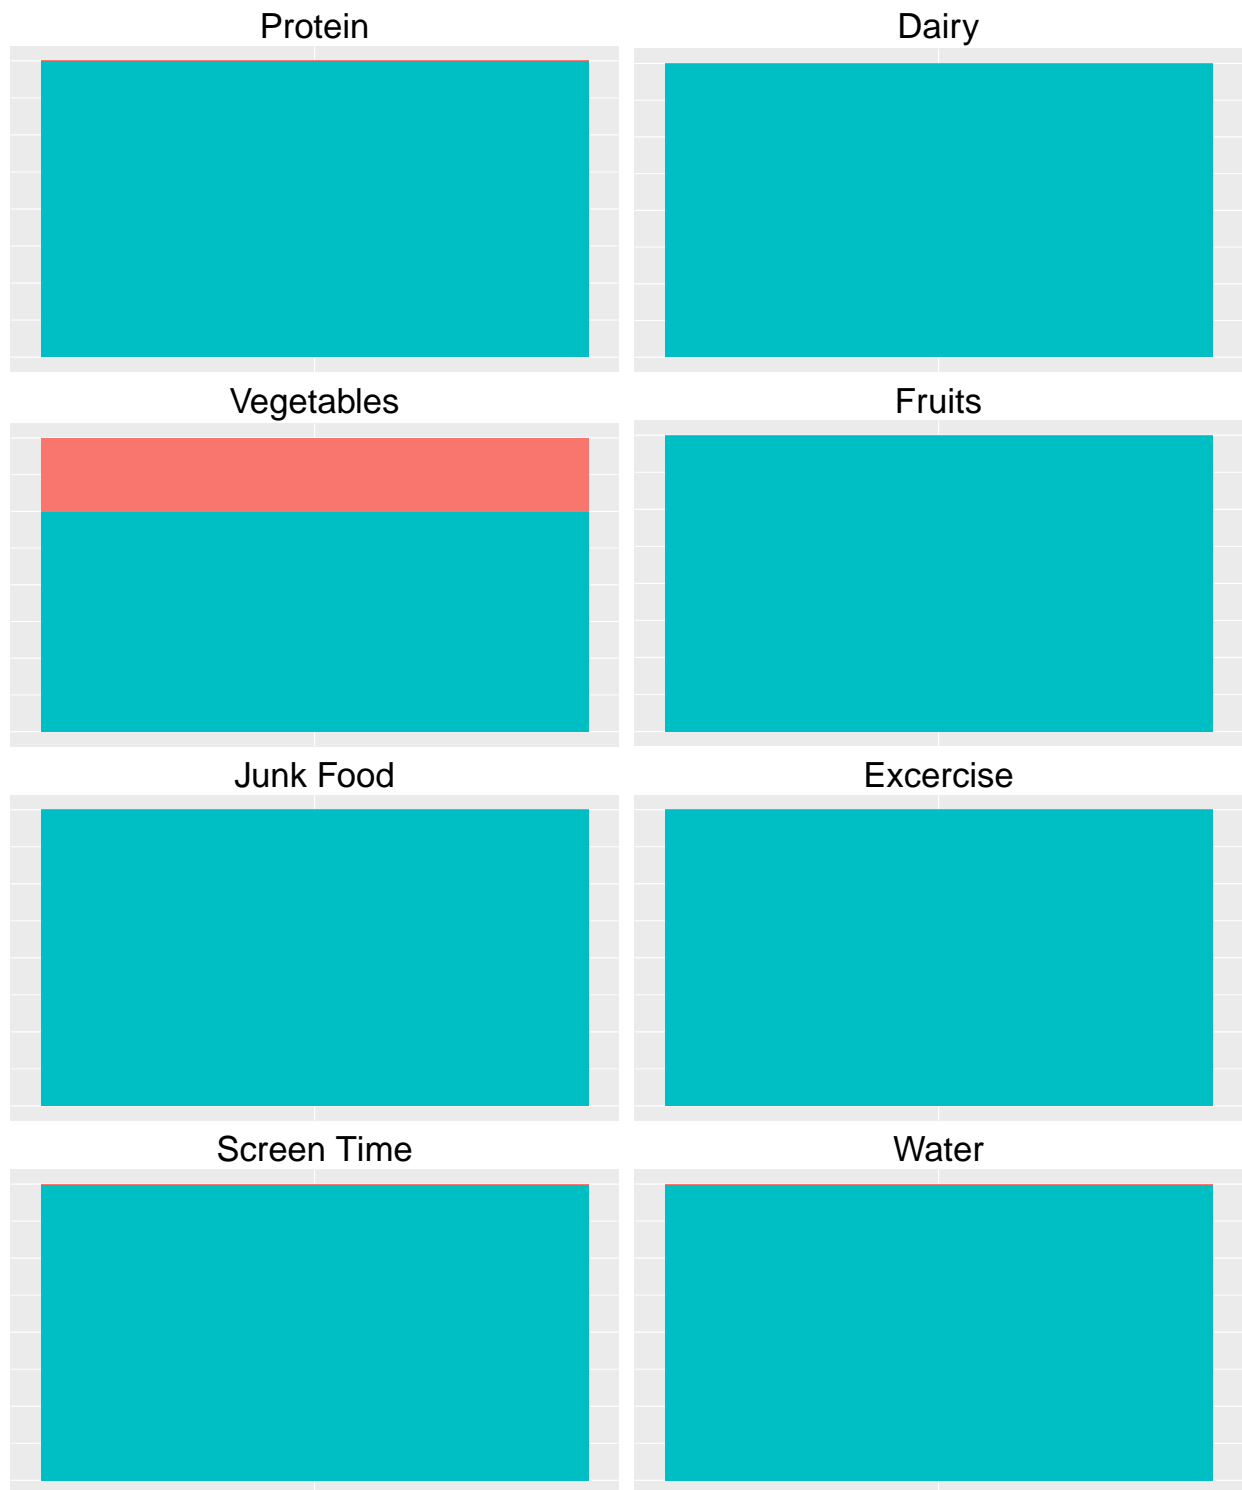 Protein
Dairy
Vegetables
Fruits
Junk Food
Excercise
Screen Time
Water